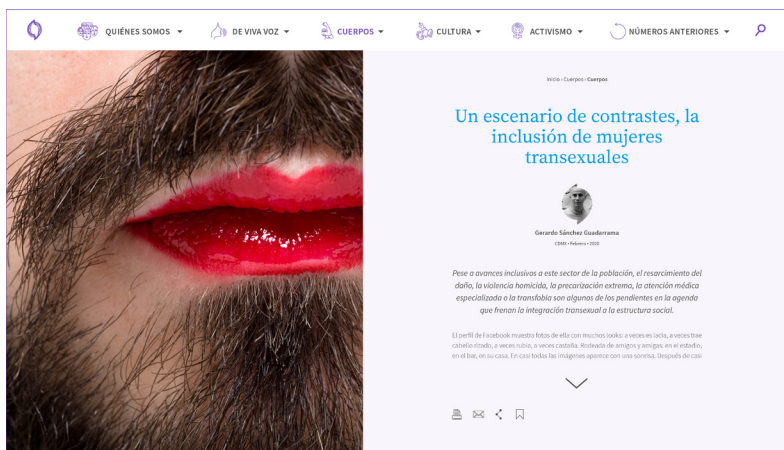 QUIÉNES SOMOS DE VIVA VOZ CUERPOS CULTURA ACTIVISMO NÚMEROS ANTERIORES
Inicio › Cuerpos › Cuerpos
Un escenario de contrastes, la
inclusión de mujeres
transexuales
Gerardo Sánchez Guadarrama
CDMX • Febrero • 2020
Pese a avances inclusivos a este sector de la población, el resarcimiento del
daño, la violencia homicida, la precarización extrema, la atención médica
especializada o la transfobia son algunos de los pendientes en la agenda
que frenan la integración transexual a la estructura social.
El perfil de Facebook muestra fotos de ella con muchos looks: a veces es lacia, a veces trae
cabello rizado, a veces rubia, a veces castaña. Rodeada de amigos y amigas: en el estadio,
en el bar, en su casa. En casi todas las imágenes aparece con una sonrisa. Después de casi